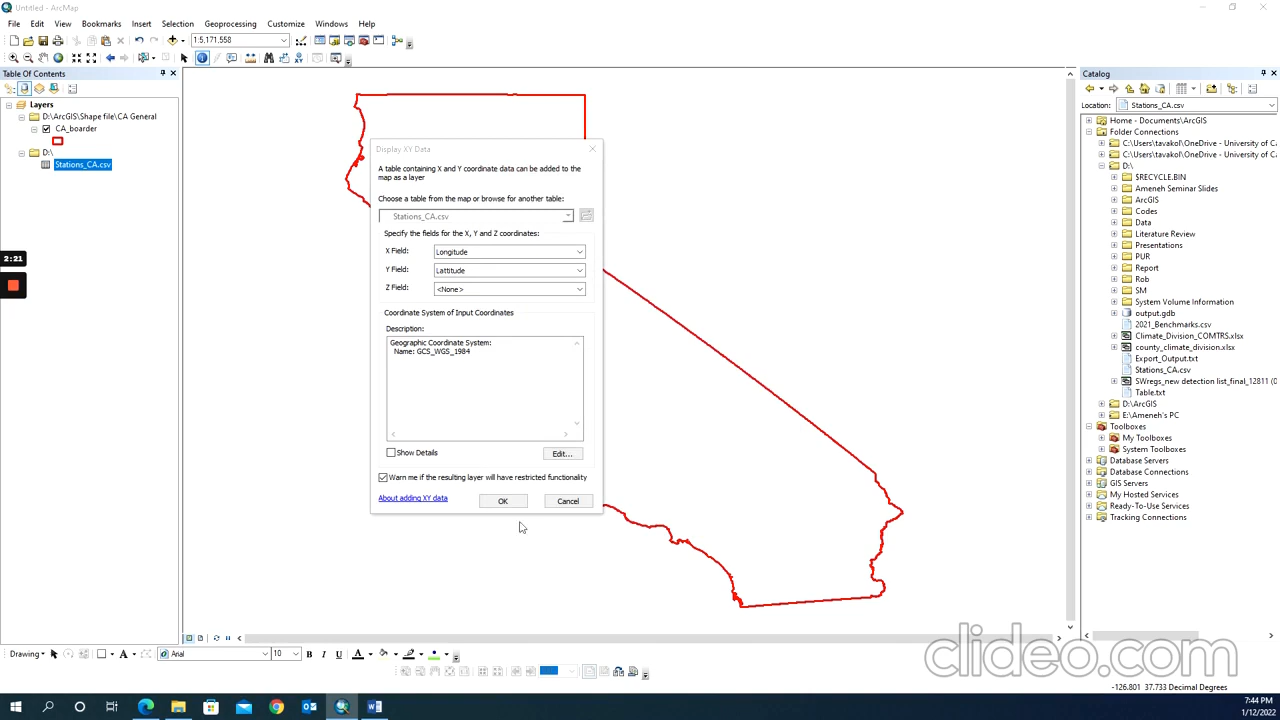 Untitled - ArcMap
File Edit View Bookmarks Insert Selection Geoprocessing Customize Windows Help
1:5,171,558
Table Of Contents
Layers
D:\ArcGIS\Shape file\CA General
CA_boarder
D:\
Stations_CA.csv
2:21
Display XY Data
A table containing X and Y coordinate data can be added to the
map as a layer
Choose a table from the map or browse for another table:
Stations_CA.csv
Specify the fields for the X, Y and Z coordinates:
X Field: Longitude
Y Field: Lattitude
Z Field: <None>
Coordinate System of Input Coordinates
Description:
Geographic Coordinate System:
Name: GCS_WGS_1984
Show Details
Edit...
Warn me if the resulting layer will have restricted functionality
About adding XY data
OK
Cancel
Catalog
Location: Stations_CA.csv
Home - Documents\ArcGIS
Folder Connections
C:\Users\tavakol\OneDrive - University of C
C:\Users\tavakol\OneDrive - University of Ca
D:\
$RECYCLE.BIN
Ameneh Seminar Slides
ArcGIS
Codes
Data
Literature Review
Presentations
PUR
Report
Rob
SM
System Volume Information
output.gdb
2021_Benchmarks.csv
Climate_Division_COMTRS.xlsx
county_climate_division.xlsx
Export_Output.txt
Stations_CA.csv
SWregs_new detection list_final_12811 (0
Table.txt
D:\ArcGIS
E:\Ameneh's PC
Toolboxes
My Toolboxes
System Toolboxes
Database Servers
Database Connections
GIS Servers
My Hosted Services
Ready-To-Use Services
Tracking Connections
Drawing
Arial
10
B I U A
clideo.com
-126.801 37.733 Decimal Degrees
7:44 PM
1/12/2022